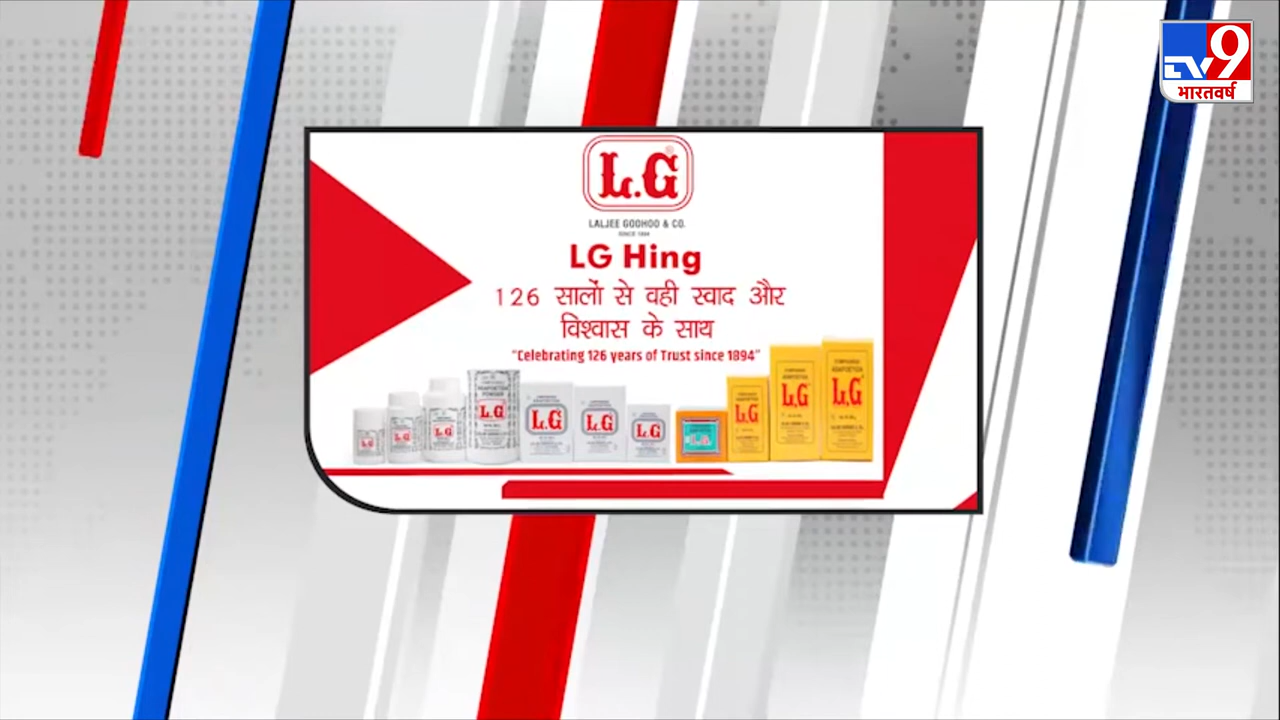 TV9
भारतवर्ष
L.G
LALJEE GODHOO & CO.
SINCE 1894
LG Hing
126 सालों से वही स्वाद और
विश्वास के साथ
"Celebrating 126 years of Trust since 1894"
L.G
L.G
L.G
L.G
L.G
L.G
L.G
L.G
L.G
L.G
L.G